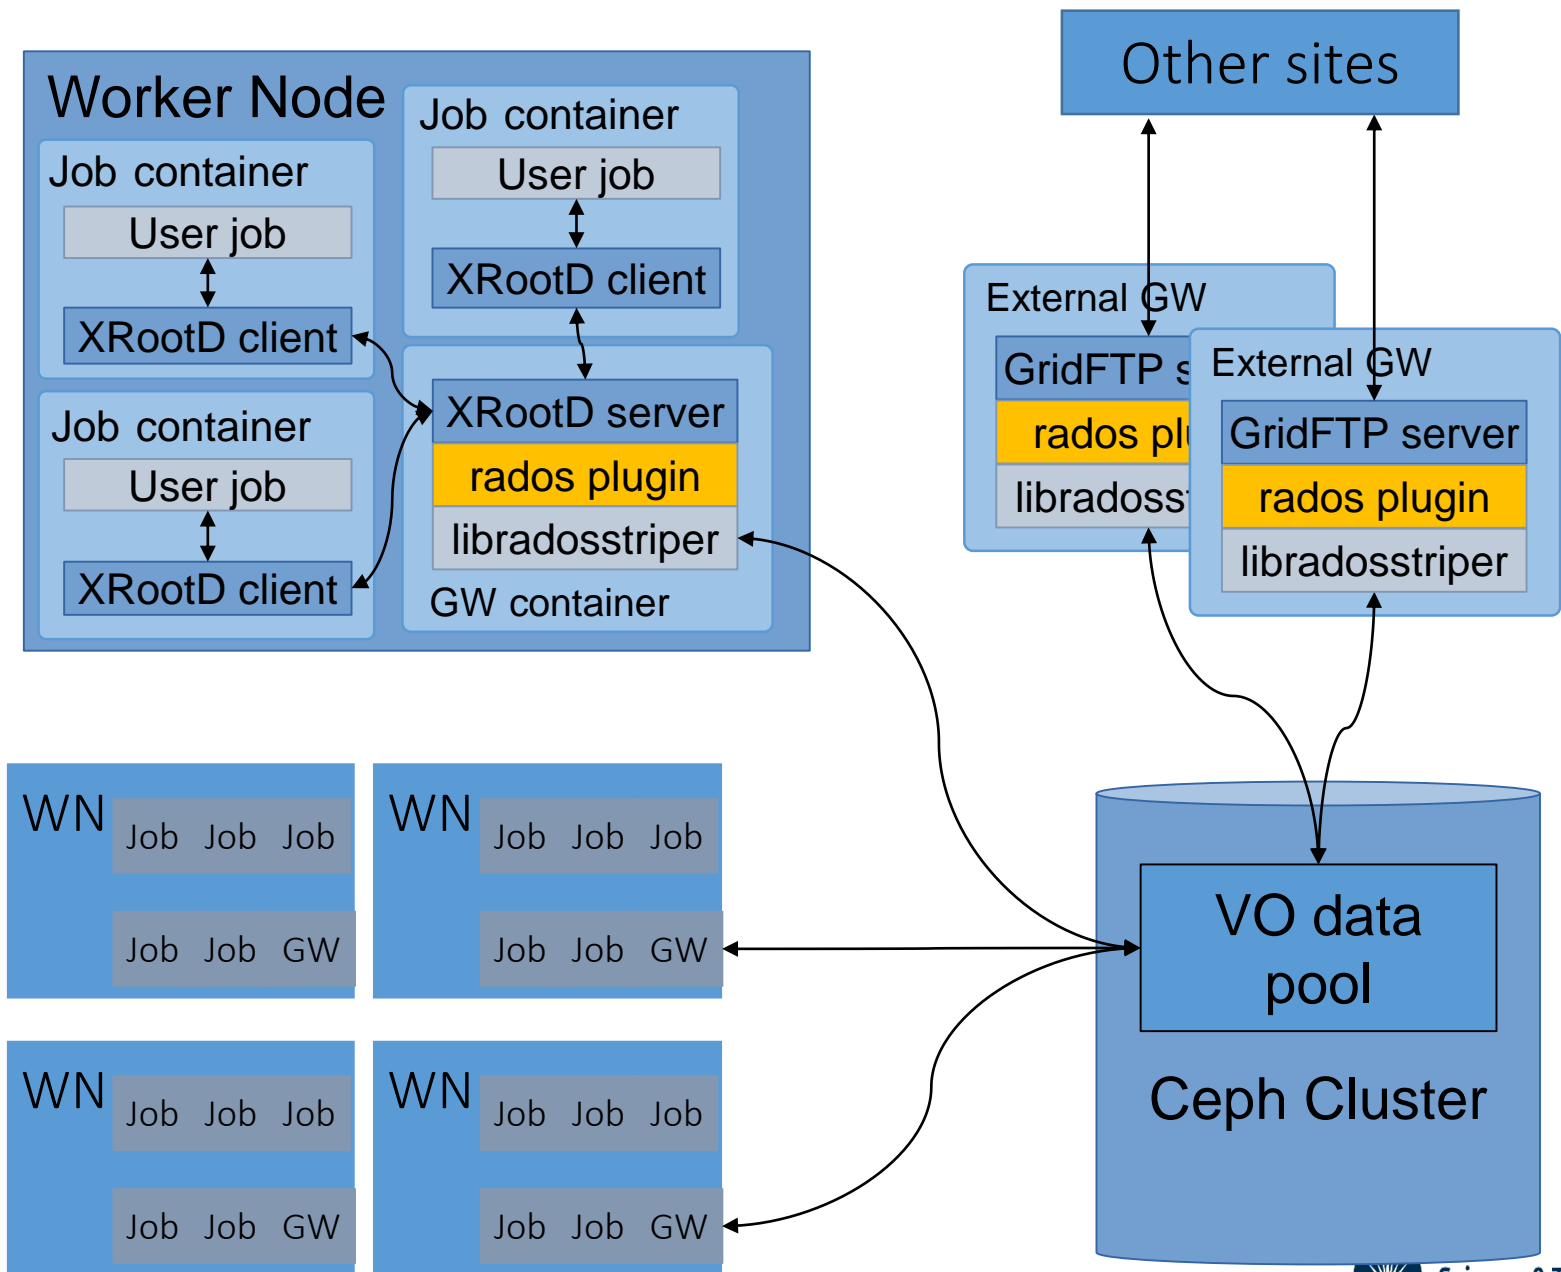 Worker Node
Job container
User job
XRootD client
Job container
User job
XRootD client
Job container
User job
XRootD client
XRootD server
rados plugin
libradosstriper
GW container
Other sites
External GW
GridFTP s
rados plu
libradoss
External GW
GridFTP server
rados plugin
libradosstriper
WN
Job Job Job
Job Job GW
WN
Job Job Job
Job Job GW
WN
Job Job Job
Job Job GW
WN
Job Job Job
Job Job GW
VO data
pool
Ceph Cluster